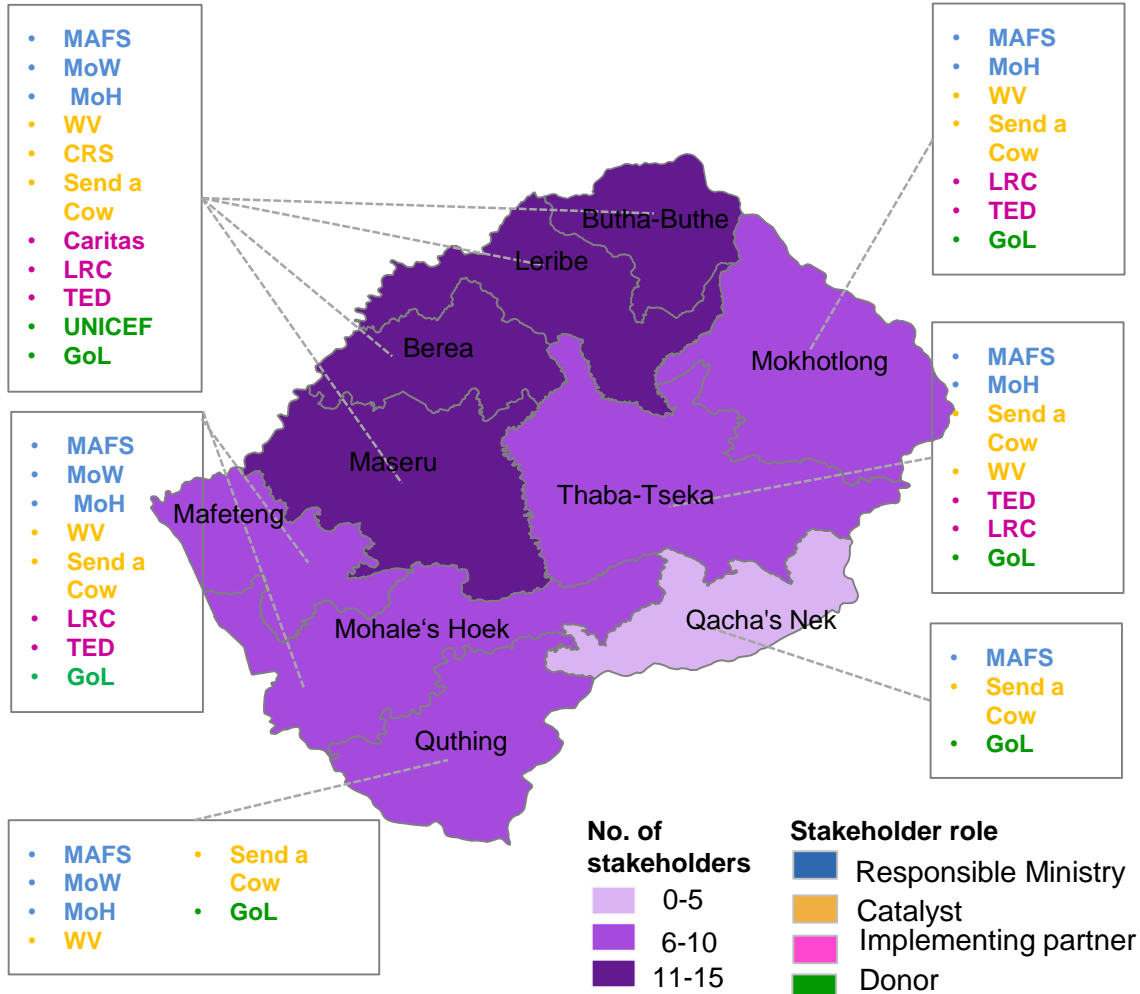 • MAFS
• MoW
• MoH
• WV
• CRS
• Send a
Cow
• Caritas
• LRC
• TED
• UNICEF
• GoL
• MAFS
• MoH
• WV
• Send a
Cow
• LRC
• TED
• GoL
Butha-Buthe
Leribe
Berea
Mokhotlong
Maseru
Thaba-Tseka
Mafeteng
Mohale‘s Hoek
Qacha's Nek
Quthing
• MAFS
• MoH
• Send a
Cow
• WV
• TED
• LRC
• GoL
• MAFS
• MoW
• MoH
• WV
• Send a
Cow
• LRC
• TED
• GoL
• MAFS
• Send a
Cow
• GoL
• MAFS
• MoW
• MoH
• WV
• Send a
Cow
• GoL
No. of
stakeholders
0-5
6-10
11-15
Stakeholder role
Responsible Ministry
Catalyst
Implementing partner
Donor